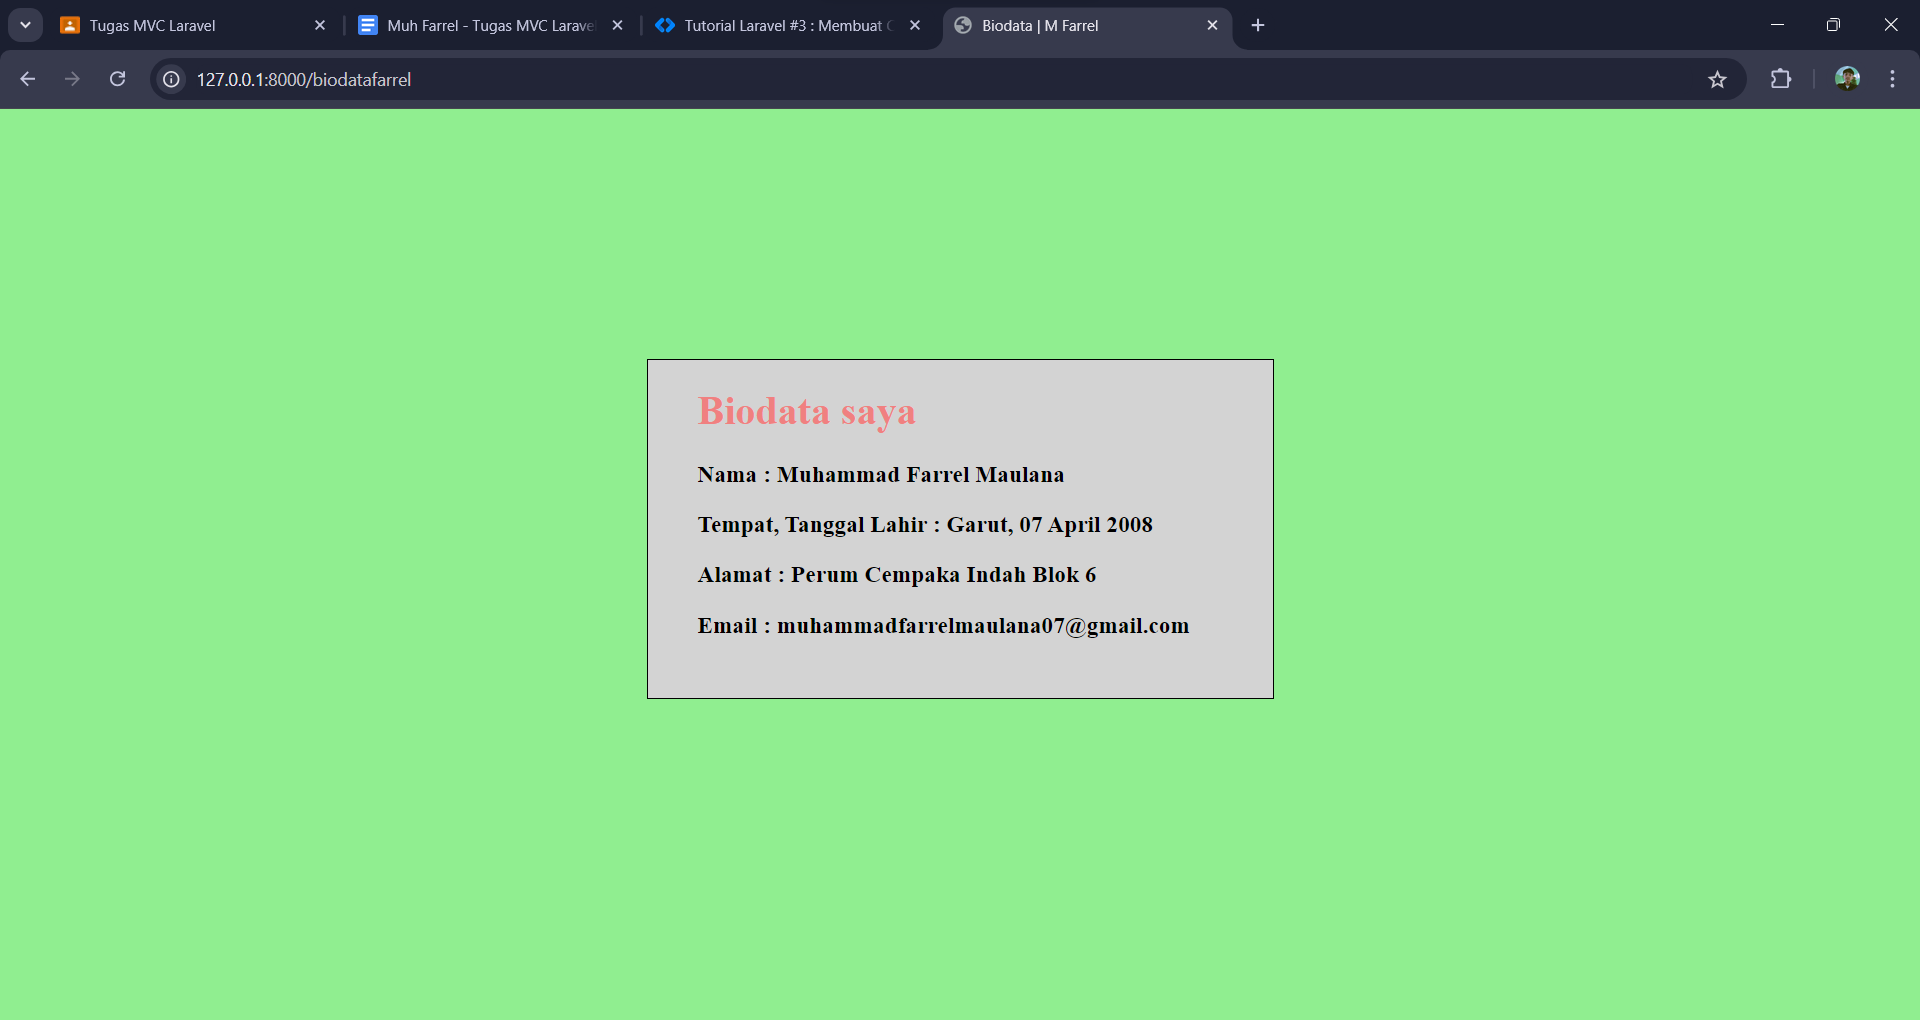 Tugas MVC Laravel
Muh Farrel - Tugas MVC Larave
Tutorial Laravel #3 : Membuat
Biodata | M Farrel
127.0.0.1:8000/biodatafarrel
Biodata saya
Nama : Muhammad Farrel Maulana
Tempat, Tanggal Lahir : Garut, 07 April 2008
Alamat : Perum Cempaka Indah Blok 6
Email : muhammadfarrelmaulana07@gmail.com